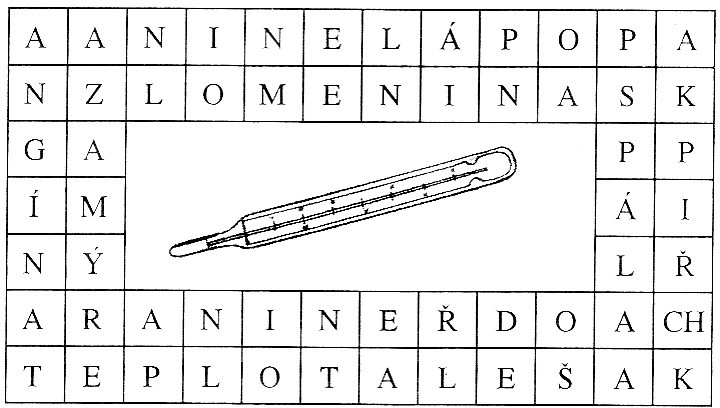 A A N I N E L Á P O P A
N Z L O M E N I N A S K
G A P P
Í M Á I
N Ý L Ř
A R A N I N E Ř D O A CH
T E P L O T A L E Š A K